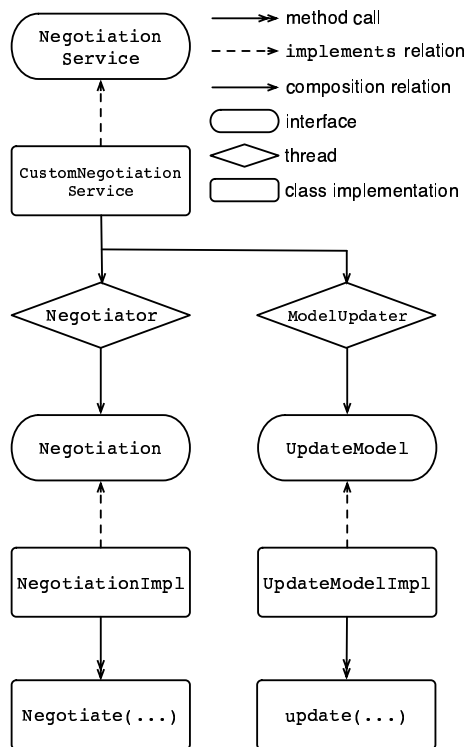 Negotiation
Service
method call
implements relation
composition relation
interface
thread
class implementation
CustomNegotiation
Service
Negotiator
ModelUpdater
Negotiation
UpdateModel
NegotiationImpl
UpdateModelImpl
Negotiate(...)
update(...)